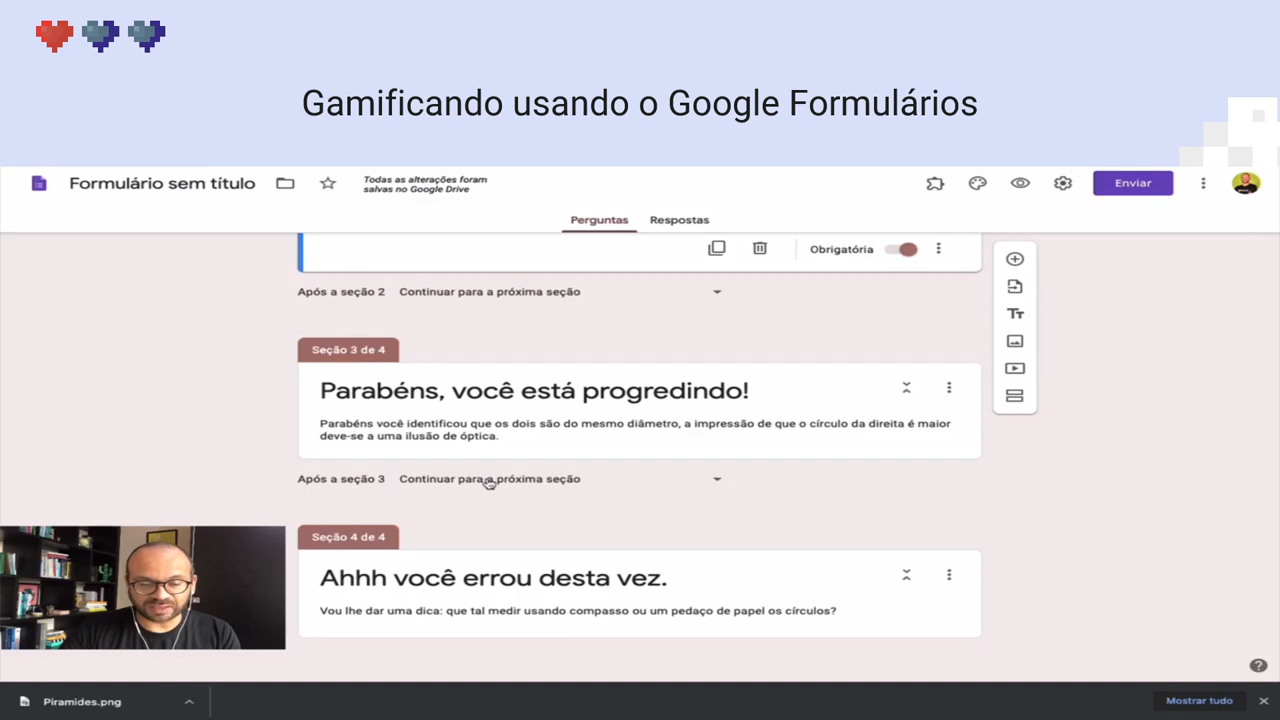 Gamificando usando o Google Formulários
Formulário sem título
Todas as alterações foram
salvas no Google Drive
Enviar
Perguntas
Respostas
Obrigatória
Após a seção 2 Continuar para a próxima seção
Seção 3 de 4
Parabéns, você está progredindo!
Parabéns você identificou que os dois são do mesmo diâmetro, a impressão de que o círculo da direita é maior
deve-se a uma ilusão de óptica.
Tт
Após a seção 3 Continuar para a próxima seção
Seção 4 de 4
Ahhh você errou desta vez.
Vou lhe dar uma dica: que tal medir usando compasso ou um pedaço de papel os círculos?
Piramides.png
Mostrar tudo